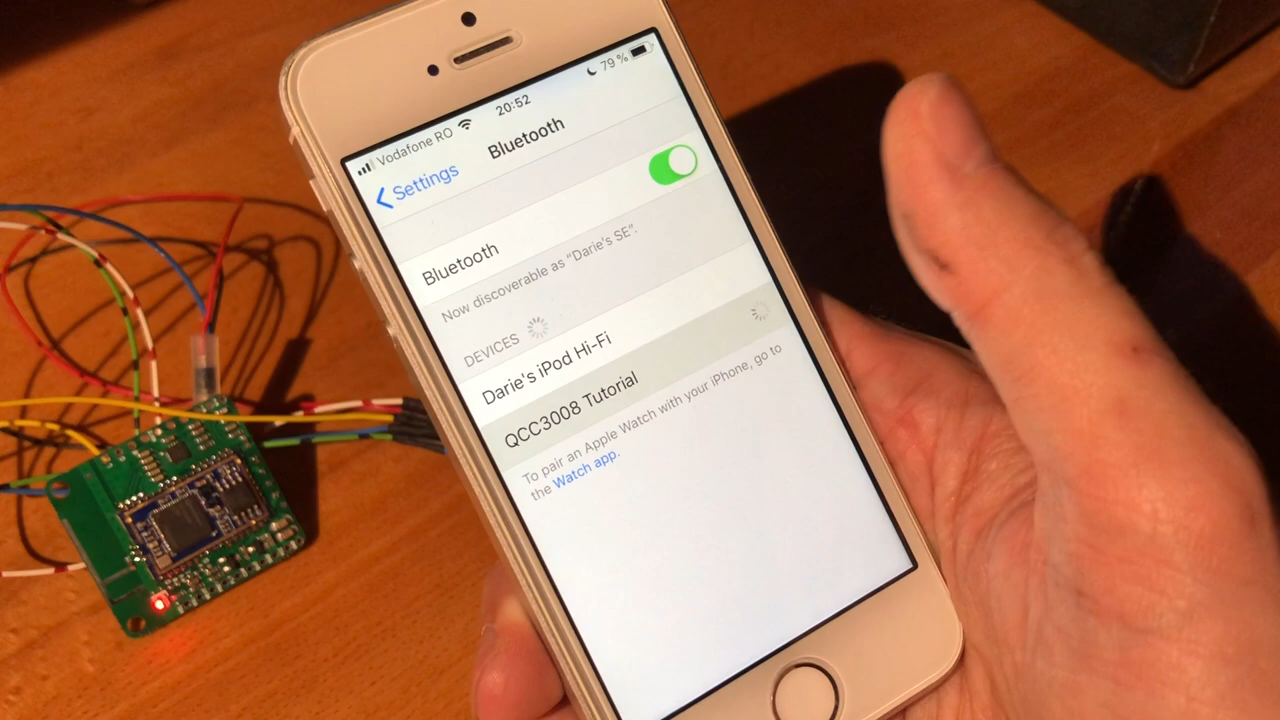 Vodafone RO 20:52 79 %
Settings Bluetooth
Bluetooth
Now discoverable as “Darie's SE”.
DEVICES
Darie's iPod Hi-Fi
QCC3008 Tutorial
To pair an Apple Watch with your iPhone, go to
the Watch app.